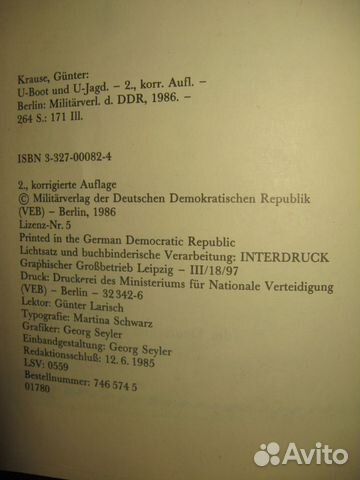 Krause, Günter:
U-Boot und U-Jagd. – 2., korr. Aufl. –
Berlin: Militärverl. d. DDR, 1986. –
264 S.: 171 Ill.
ISBN 3-327-00082-4
2., korrigierte Auflage
© Militärverlag der Deutschen Demokratischen Republik
(VEB) – Berlin, 1986
Lizenz-Nr. 5
Printed in the German Democratic Republic
Lichtsatz und buchbinderische Verarbeitung: INTERDRUCK
Graphischer Großbetrieb Leipzig – III/18/97
Druck: Druckerei des Ministeriums für Nationale Verteidigung
(VEB) – Berlin – 32 342-6
Lektor: Günter Larisch
Typografie: Martina Schwarz
Grafiker: Georg Seyler
Einbandgestaltung: Georg Seyler
Redaktionsschluß: 12. 6. 1985
LSV: 0559
Bestellnummer: 746 574 5
01780
Avito